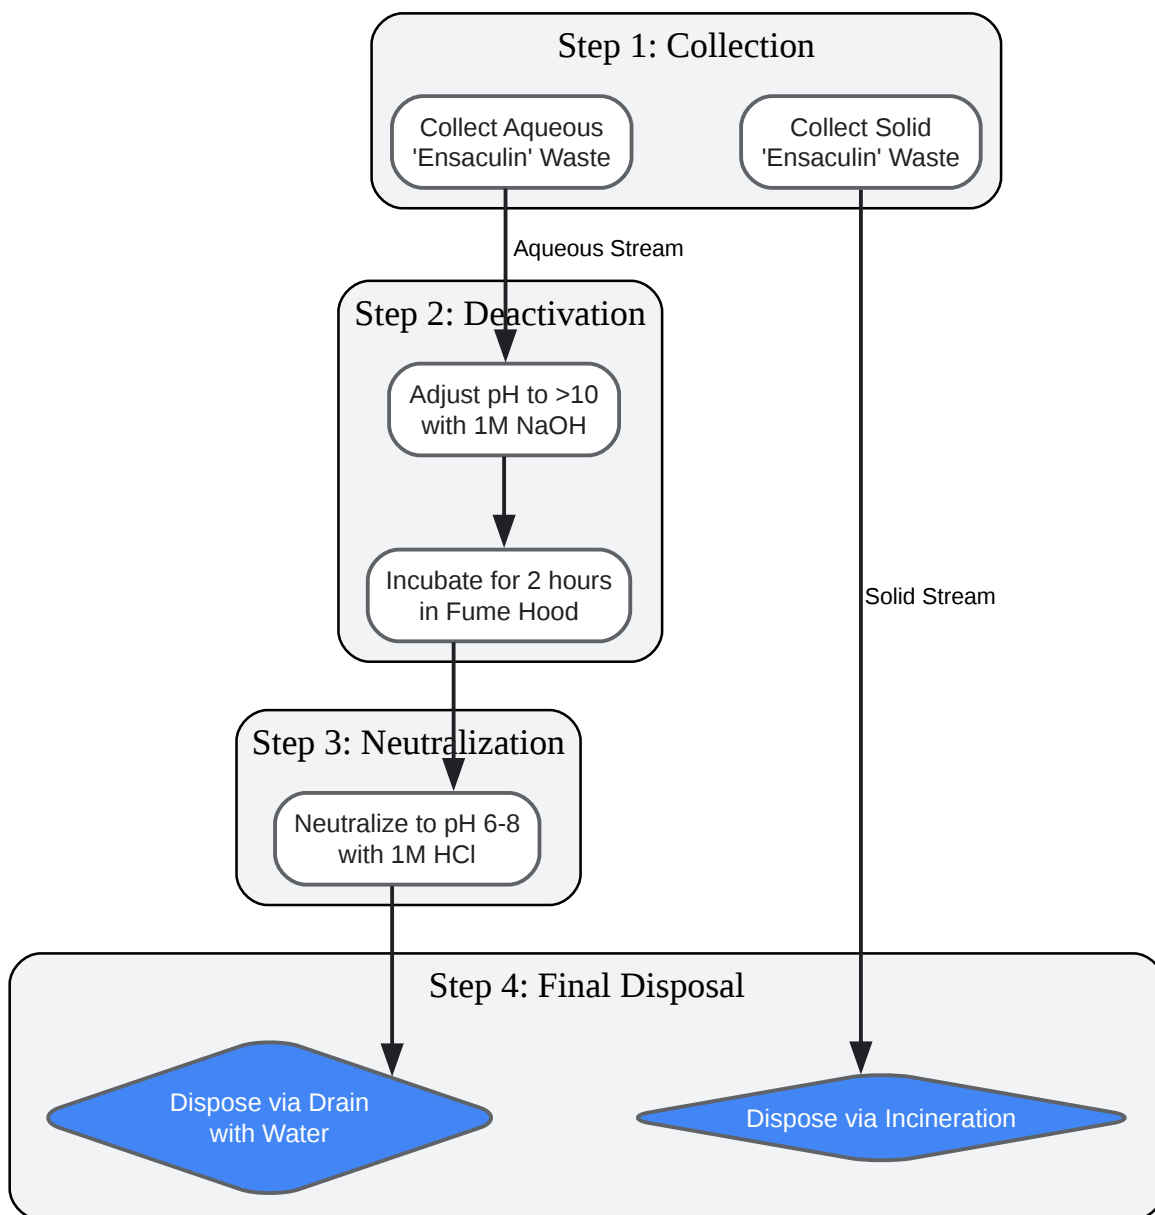 Step 1: Collection
Collect Aqueous
'Ensaculin' Waste
Collect Solid
'Ensaculin' Waste
Aqueous Stream
Step 2: Deactivation
Adjust pH to >10
with 1M NaOH
Incubate for 2 hours
in Fume Hood
Solid Stream
Step 3: Neutralization
Neutralize to pH 6-8
with 1M HCl
Step 4: Final Disposal
Dispose via Drain
with Water
Dispose via Incineration